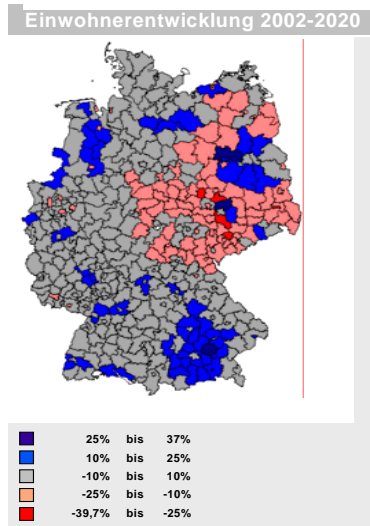 Einwohnerentwicklung 2002-2020
25% bis 37%
10% bis 25%
-10% bis 10%
-25% bis -10%
-39,7% bis -25%